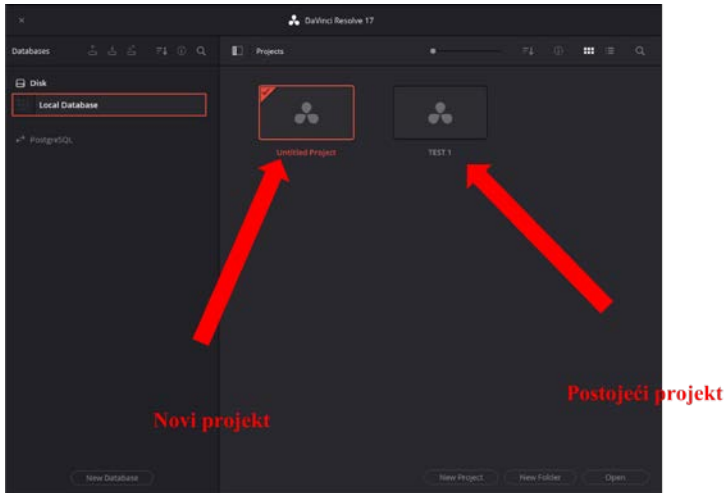 DaVinci Resolve 17
Databases
Projects
Disk
Local Database
PostgreSQL
Untitled Project
TEST 1
Novi projekt
Postojeći projekt
New Database
New Project
New Folder
Open